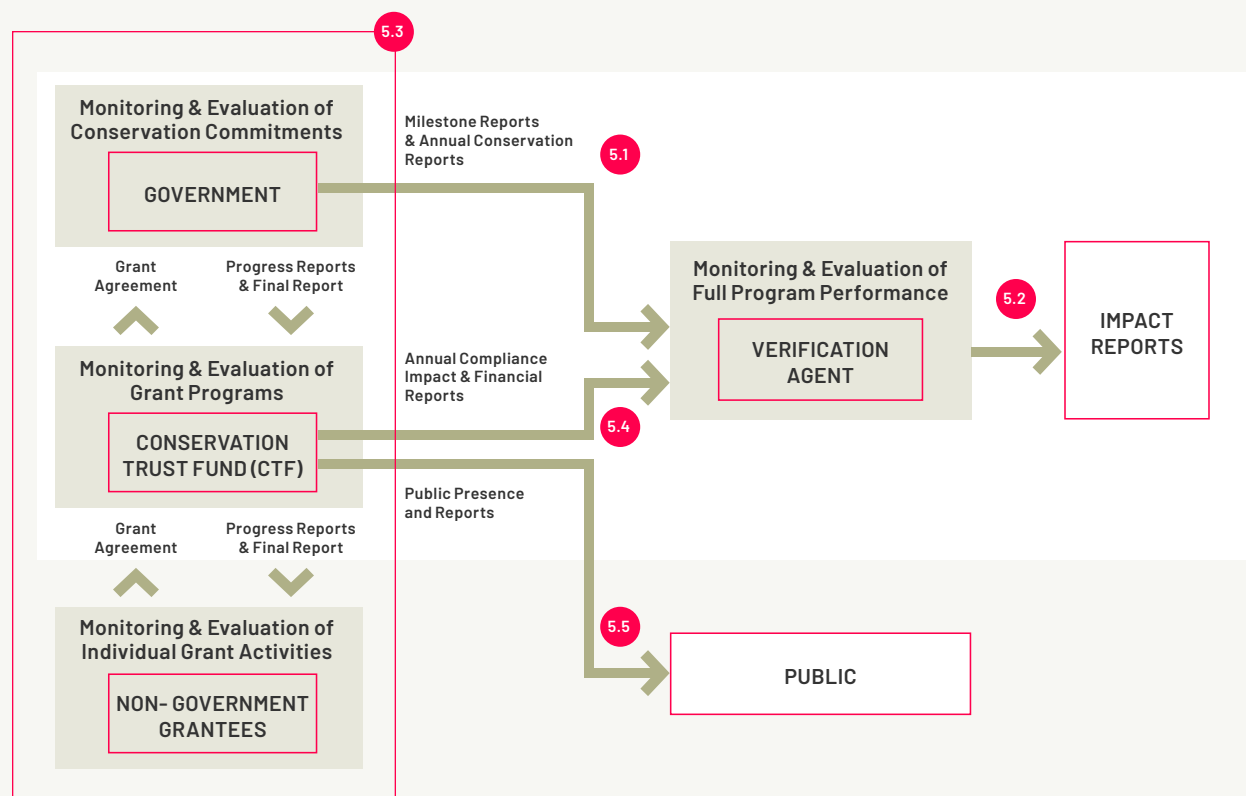 5.3
Monitoring & Evaluation of
Conservation Commitments
GOVERNMENT
Milestone Reports
& Annual Conservation
Reports
5.1
Grant
Agreement
Progress Reports
& Final Report
Monitoring & Evaluation of
Full Program Performance
VERIFICATION
AGENT
5.2
IMPACT
REPORTS
Monitoring & Evaluation of
Grant Programs
CONSERVATION
TRUST FUND (CTF)
Annual Compliance
Impact & Financial
Reports
5.4
Public Presence
and Reports
Grant
Agreement
Progress Reports
& Final Report
Monitoring & Evaluation of
Individual Grant Activities
NON- GOVERNMENT
GRANTEES
5.5
PUBLIC